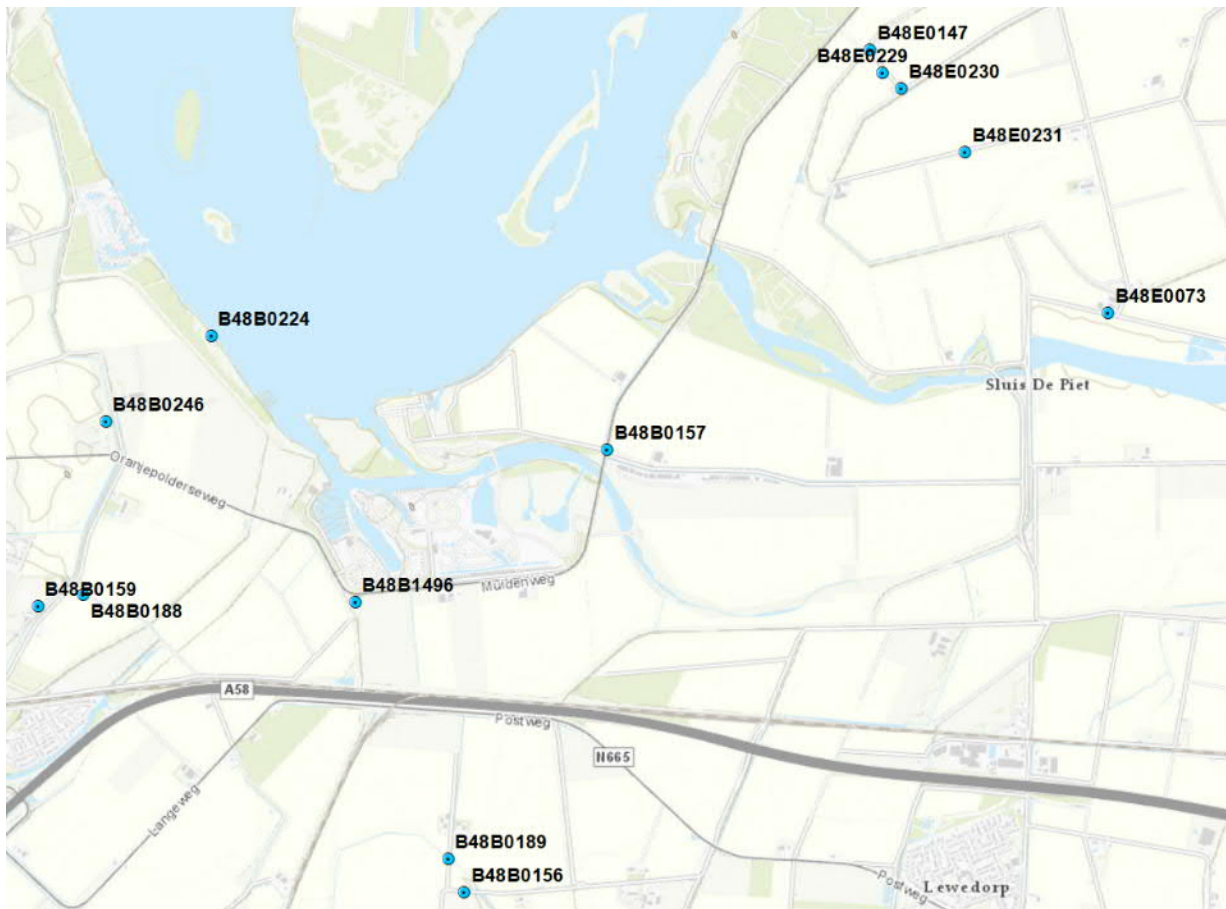 B48E0147
B48E0229
B48E0230
B48E0231
B48E0073
B48B0224
Sluis De Piet
B48B0246
B48B0157
Oranjepolderseweg
B48B0159
B48B1496
Muidenweg
B48B0188
A58
Postweg
N665
Langeweg
B48B0189
B48B0156
Postweg
Lewedorp